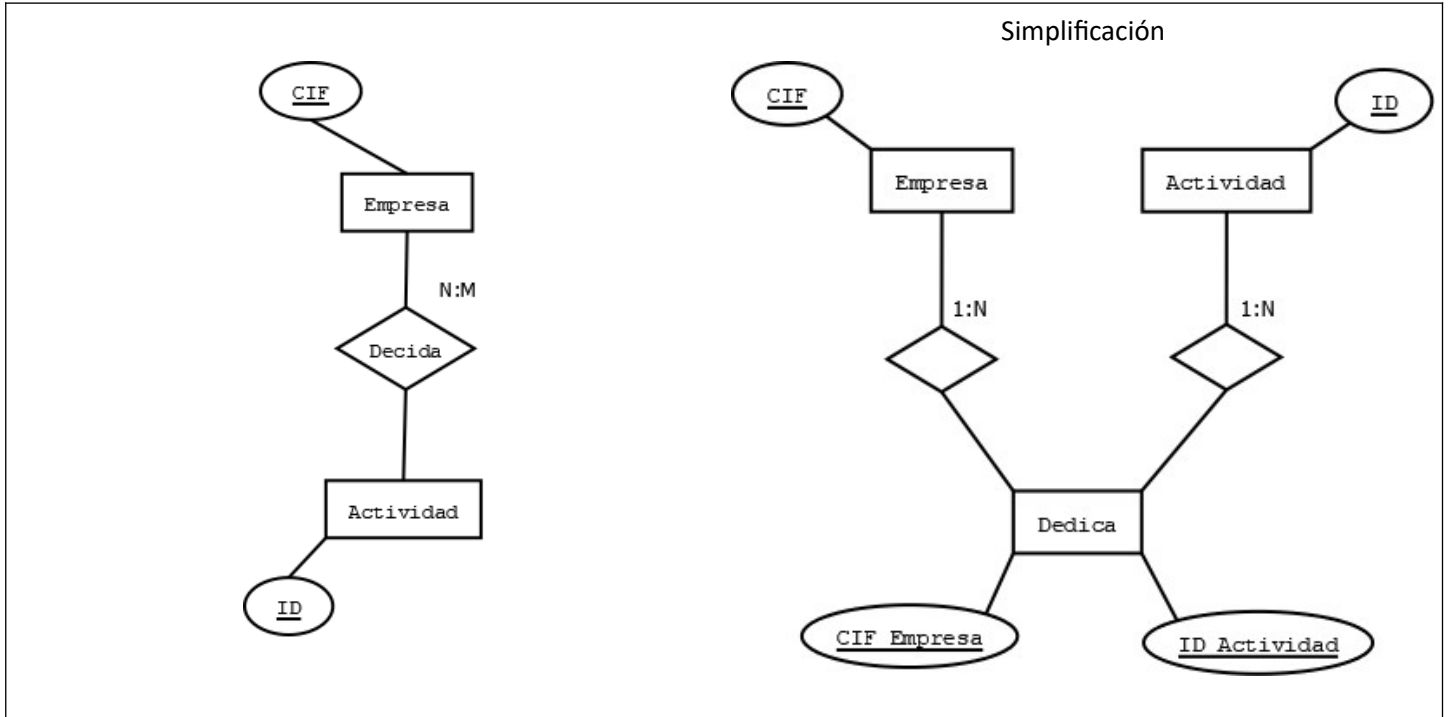 Simplificación
CIF
Empresa
N:M
Decida
Actividad
ID
CIF
ID
Empresa
Actividad
1:N
1:N
Dedica
CIF Empresa
ID Actividad